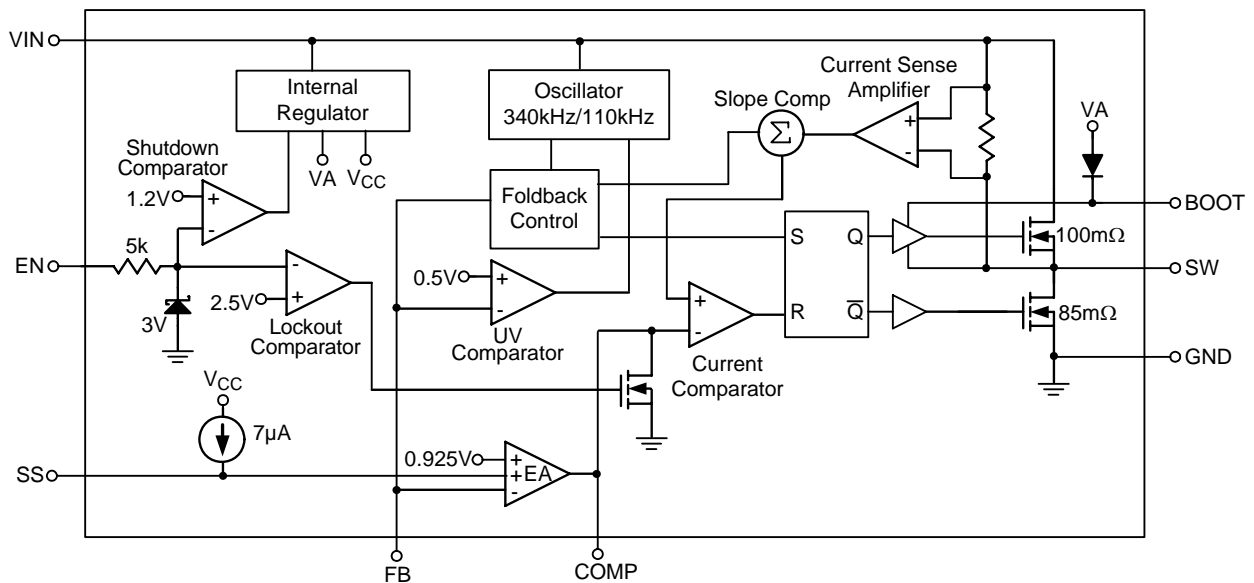 VIN
Internal
Regulator
Oscillator
340kHz/110kHz
Current Sense
Amplifier
Slope Comp
Σ
+
-
VA
Shutdown
Comparator
1.2V
+
-
VA
VCC
Foldback
Control
BOOT
5k
EN
S
Q
100mΩ
SW
-
+
2.5V
3V
Lockout
Comparator
0.5V
+
-
UV
Comparator
+
-
R
Q
85mΩ
Current
Comparator
GND
VCC
7µA
SS
0.925V
+
+EA
-
FB
COMP